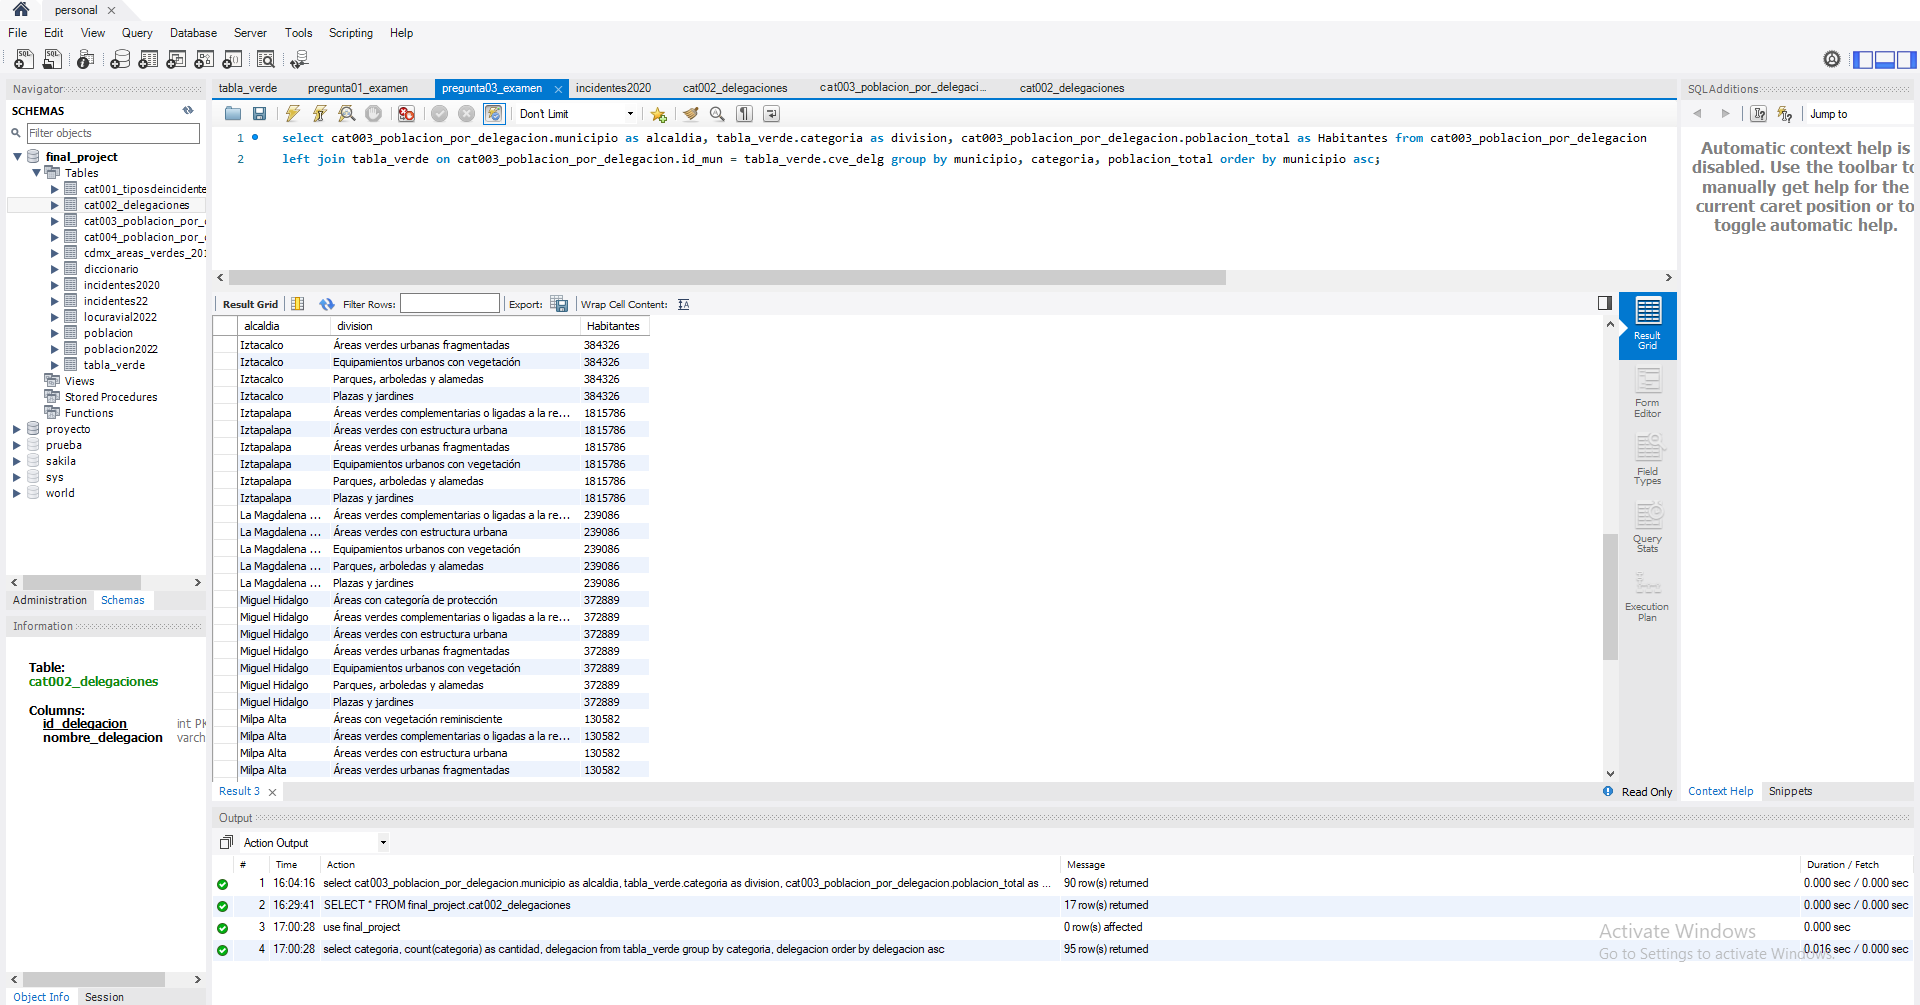 personal
File Edit View Query Database Server Tools Scripting Help
Navigator
SCHEMAS
Filter objects
final_project
Tables
cat001_tiposdeincidente
cat002_delegaciones
cat003_poblacion_por_
cat004_poblacion_por_
cdmx_areas_verdes_201
diccionario
incidentes2020
incidentes22
locuravial2022
poblacion
poblacion2022
tabla_verde
Views
Stored Procedures
Functions
proyecto
prueba
sakila
sys
world
Administration Schemas
Information
Table:
cat002_delegaciones
Columns:
id_delegacion int PK
nombre_delegacion varch
Object Info Session
tabla_verde pregunta01_examen pregunta03_examen incidentes2020 cat002_delegaciones cat003_poblacion_por_delegaci... cat002_delegaciones
Don't Limit
1 select cat003_poblacion_por_delegacion.municipio as alcaldia, tabla_verde.categoria as division, cat003_poblacion_por_delegacion.poblacion_total as Habitantes from cat003_poblacion_por_delegacion
2 left join tabla_verde on cat003_poblacion_por_delegacion.id_mun = tabla_verde.cve_delg group by municipio, categoria, poblacion_total order by municipio asc;
Result Grid Filter Rows: Export: Wrap Cell Content:
alcaldia division Habitantes
Iztacalco Áreas verdes urbanas fragmentadas 384326
Iztacalco Equipamientos urbanos con vegetación 384326
Iztacalco Parques, arboledas y alamedas 384326
Iztacalco Plazas y jardines 384326
Iztapalapa Áreas verdes complementarias o ligadas a la re... 1815786
Iztapalapa Áreas verdes con estructura urbana 1815786
Iztapalapa Áreas verdes urbanas fragmentadas 1815786
Iztapalapa Equipamientos urbanos con vegetación 1815786
Iztapalapa Parques, arboledas y alamedas 1815786
Iztapalapa Plazas y jardines 1815786
La Magdalena ... Áreas verdes complementarias o ligadas a la re... 239086
La Magdalena ... Áreas verdes con estructura urbana 239086
La Magdalena ... Equipamientos urbanos con vegetación 239086
La Magdalena ... Parques, arboledas y alamedas 239086
La Magdalena ... Plazas y jardines 239086
Miguel Hidalgo Áreas con categoría de protección 372889
Miguel Hidalgo Áreas verdes complementarias o ligadas a la re... 372889
Miguel Hidalgo Áreas verdes con estructura urbana 372889
Miguel Hidalgo Áreas verdes urbanas fragmentadas 372889
Miguel Hidalgo Equipamientos urbanos con vegetación 372889
Miguel Hidalgo Parques, arboledas y alamedas 372889
Miguel Hidalgo Plazas y jardines 372889
Milpa Alta Áreas con vegetación reminisciente 130582
Milpa Alta Áreas verdes complementarias o ligadas a la re... 130582
Milpa Alta Áreas verdes con estructura urbana 130582
Milpa Alta Áreas verdes urbanas fragmentadas 130582
Result Grid
Form Editor
Field Types
Query Stats
Execution Plan
Result 3 Read Only
SQLAdditions
Jump to
Automatic context help is
disabled. Use the toolbar to
manually get help for the
current caret position or to
toggle automatic help.
Context Help Snippets
Output
Action Output
# Time Action Message Duration / Fetch
1 16:04:16 select cat003_poblacion_por_delegacion.municipio as alcaldia, tabla_verde.categoria as division, cat003_poblacion_por_delegacion.poblacion_total as ... 90 row(s) returned 0.000 sec / 0.000 sec
2 16:29:41 SELECT * FROM final_project.cat002_delegaciones 17 row(s) returned 0.000 sec / 0.000 sec
3 17:00:28 use final_project 0 row(s) affected 0.000 sec
4 17:00:28 select categoria, count(categoria) as cantidad, delegacion from tabla_verde group by categoria, delegacion order by delegacion asc 95 row(s) returned 0.016 sec / 0.000 sec
Activate Windows
Go to Settings to activate Windows.